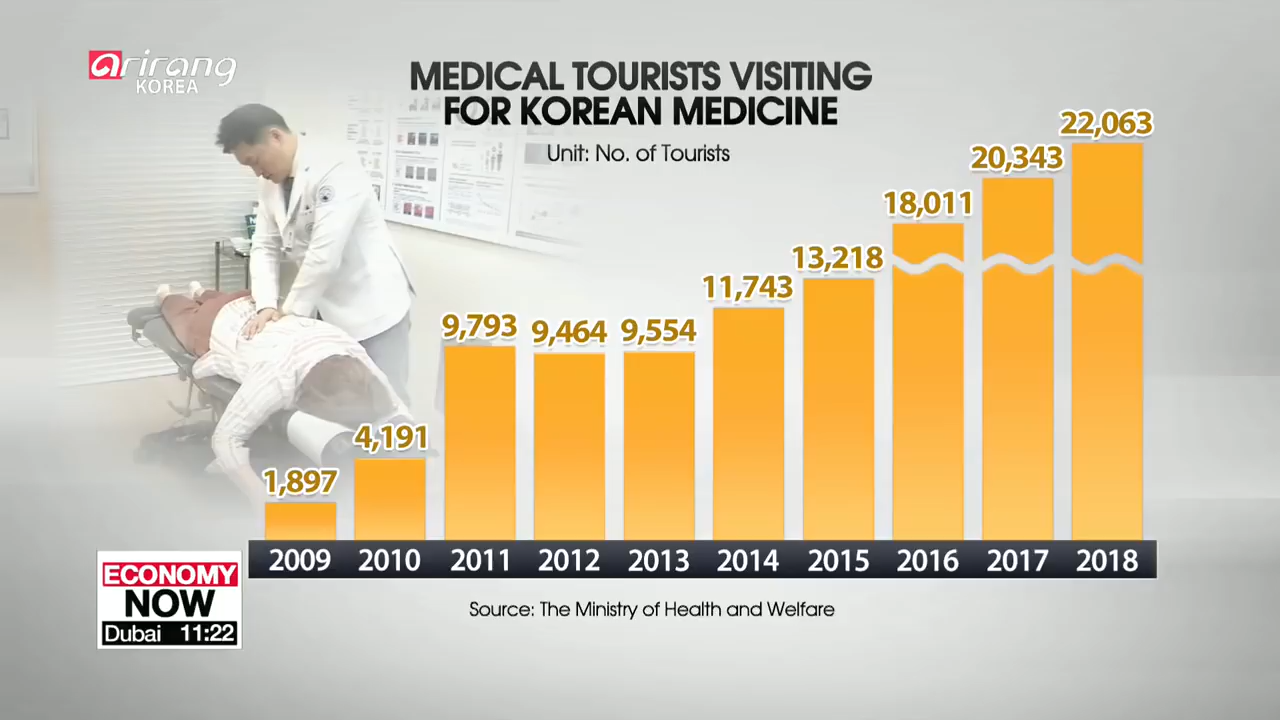 arirang
KOREA
MEDICAL TOURISTS VISITING
FOR KOREAN MEDICINE
Unit: No. of Tourists
1,897
4,191
9,793
9,464
9,554
11,743
13,218
18,011
20,343
22,063
2009 2010 2011 2012 2013 2014 2015 2016 2017 2018
Source: The Ministry of Health and Welfare
ECONOMY
NOW
Dubai 11:22